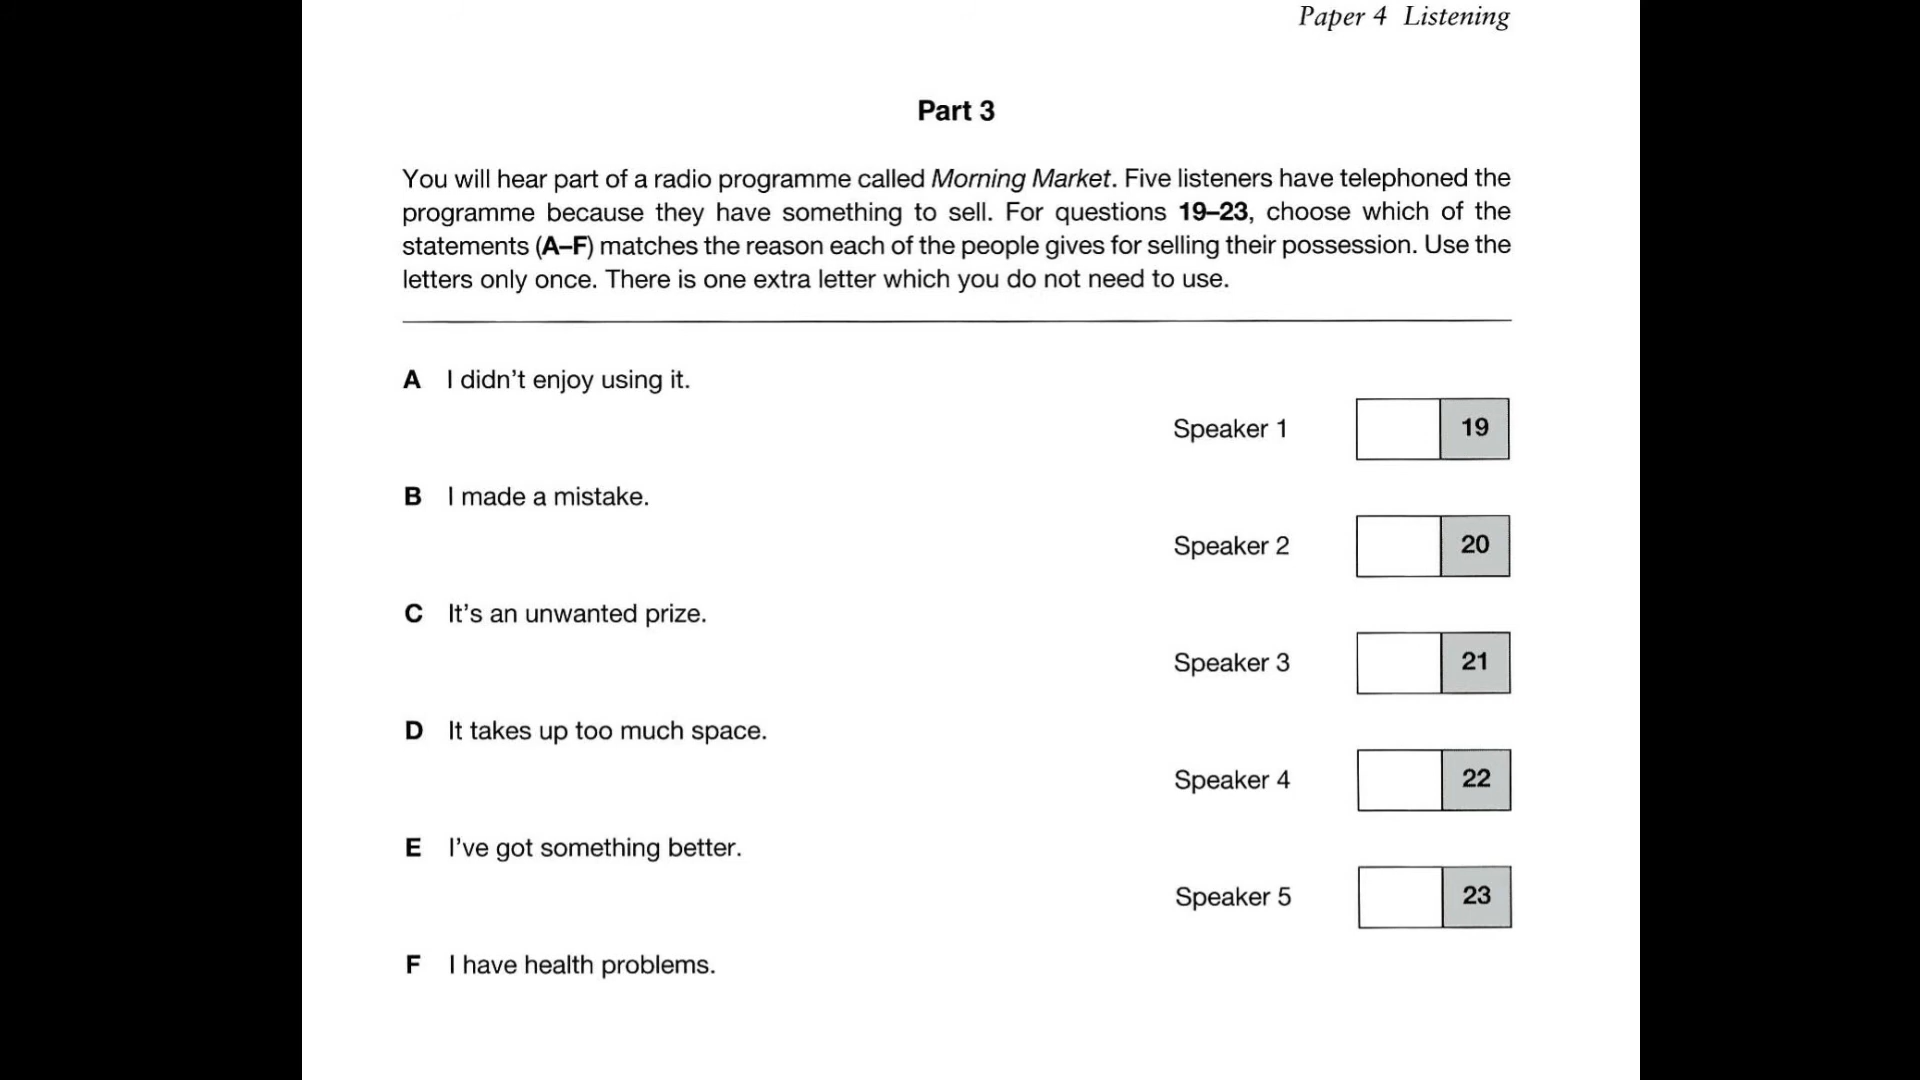 Paper 4 Listening
Part 3
You will hear part of a radio programme called Morning Market. Five listeners have telephoned the
programme because they have something to sell. For questions 19–23, choose which of the
statements (A–F) matches the reason each of the people gives for selling their possession. Use the
letters only once. There is one extra letter which you do not need to use.
A I didn't enjoy using it.
Speaker 1 19
B I made a mistake.
Speaker 2 20
C It's an unwanted prize.
Speaker 3 21
D It takes up too much space.
Speaker 4 22
E I've got something better.
Speaker 5 23
F I have health problems.